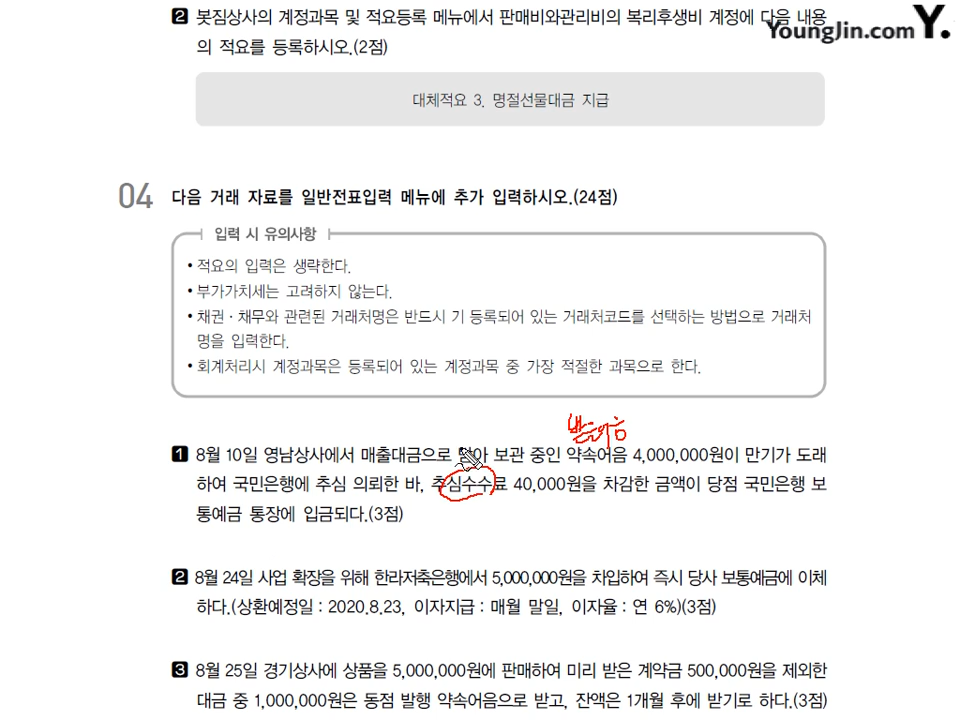 2 봇짐상사의 계정과목 및 적요등록 메뉴에서 판매비와관리비의 복리후생비 계정에 다음 내용
YoungJin.com Y.
의 적요를 등록하시오.(2점)
대체적요 3. 명절선물대금 지급
04 다음 거래 자료를 일반전표입력 메뉴에 추가 입력하시오.(24점)
입력 시 유의사항
• 적요의 입력은 생략한다.
• 부가가치세는 고려하지 않는다.
• 채권 · 채무와 관련된 거래처명은 반드시 기 등록되어 있는 거래처코드를 선택하는 방법으로 거래처
명을 입력한다.
• 회계처리시 계정과목은 등록되어 있는 계정과목 중 가장 적절한 과목으로 한다.
받을어음
1 8월 10일 영남상사에서 매출대금으로 받아 보관 중인 약속어음 4,000,000원이 만기가 도래
하여 국민은행에 추심 의뢰한 바, 추심수수료 40,000원을 차감한 금액이 당점 국민은행 보
통예금 통장에 입금되다.(3점)
2 8월 24일 사업 확장을 위해 한라저축은행에서 5,000,000원을 차입하여 즉시 당사 보통예금에 이체
하다.(상환예정일 : 2020.8.23, 이자지급 : 매월 말일, 이자율 : 연 6%)(3점)
3 8월 25일 경기상사에 상품을 5,000,000원에 판매하여 미리 받은 계약금 500,000원을 제외한
대금 중 1,000,000원은 동점 발행 약속어음으로 받고, 잔액은 1개월 후에 받기로 하다.(3점)